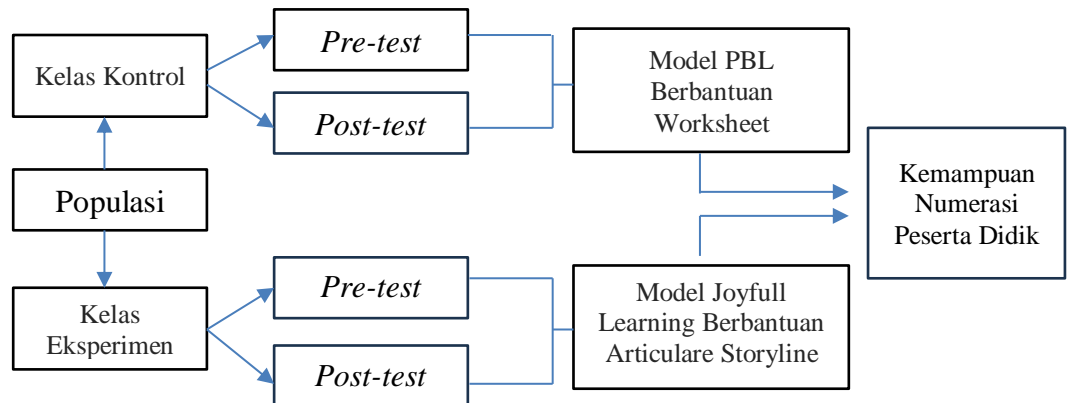 Kelas Kontrol
Pre-test
Post-test
Model PBL
Berbantuan
Worksheet
Populasi
Kemampuan
Numerasi
Peserta Didik
Kelas
Eksperimen
Pre-test
Post-test
Model Joyfull
Learning Berbantuan
Articulare Storyline